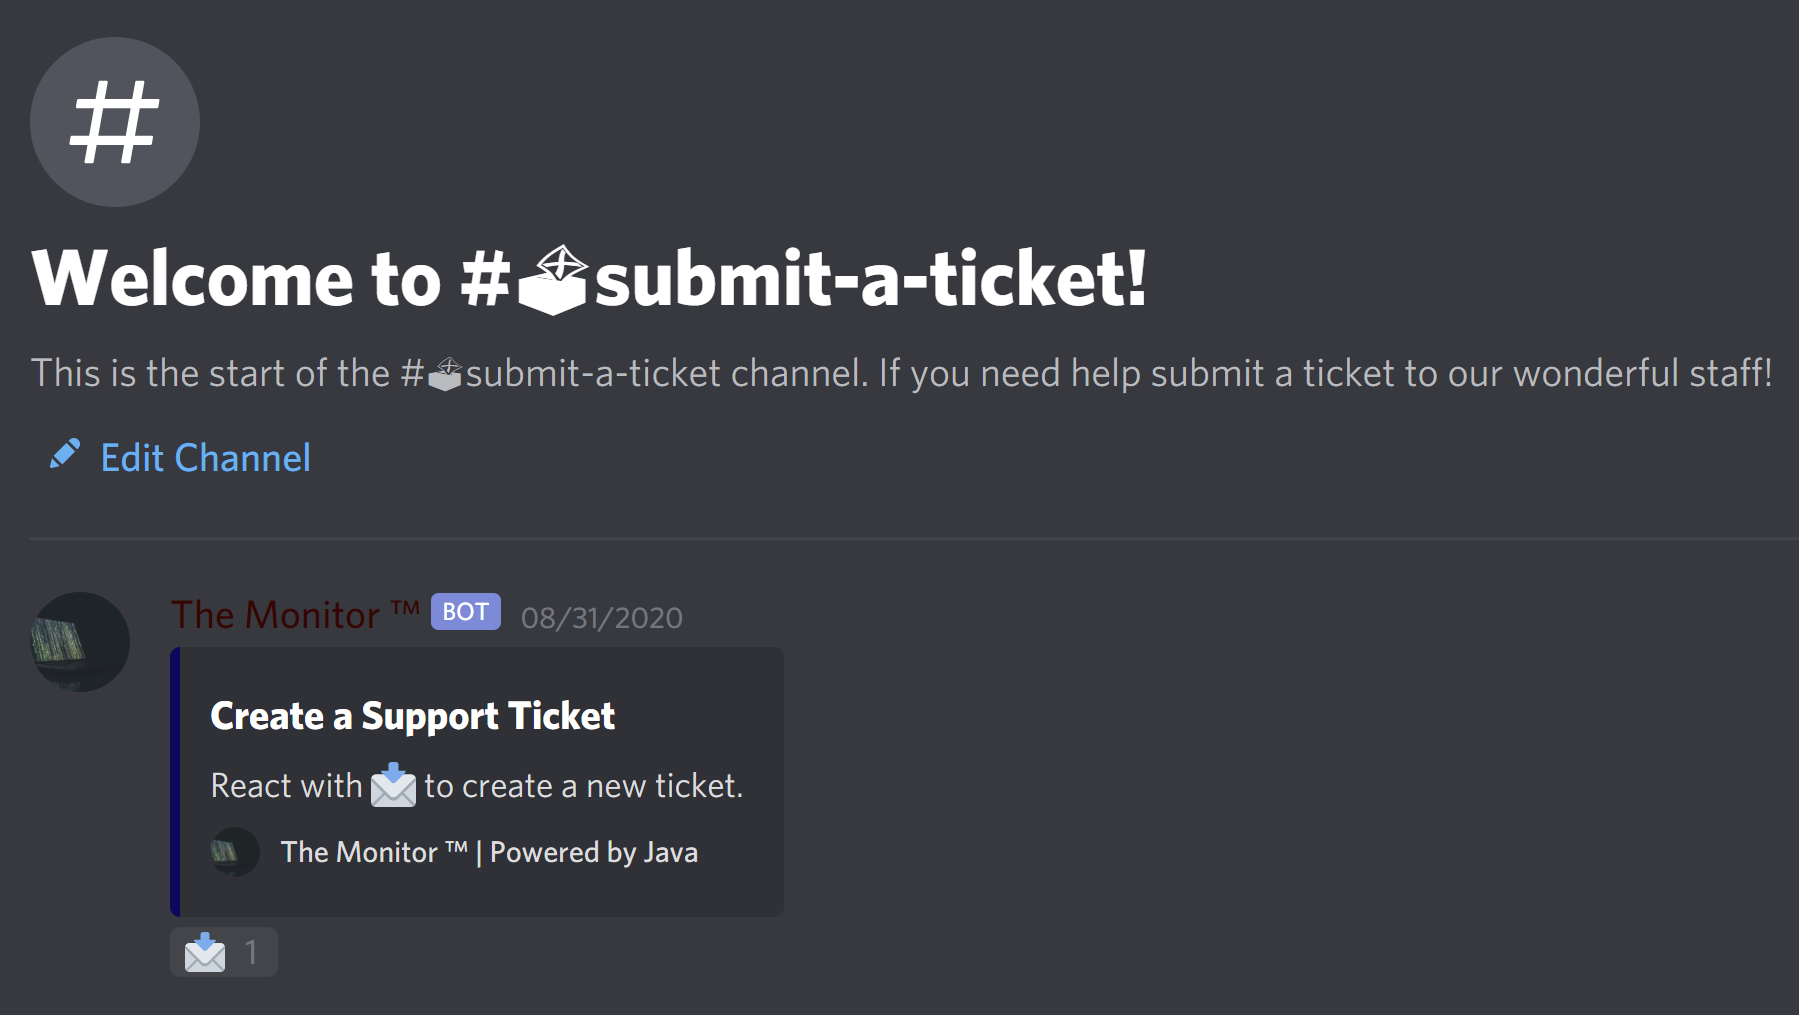 #
Welcome to #🗳submit-a-ticket!
This is the start of the #🗳submit-a-ticket channel. If you need help submit a ticket to our wonderful staff!
Edit Channel
The Monitor ™ BOT 08/31/2020
Create a Support Ticket
React with 📩 to create a new ticket.
The Monitor ™ | Powered by Java
📩 1